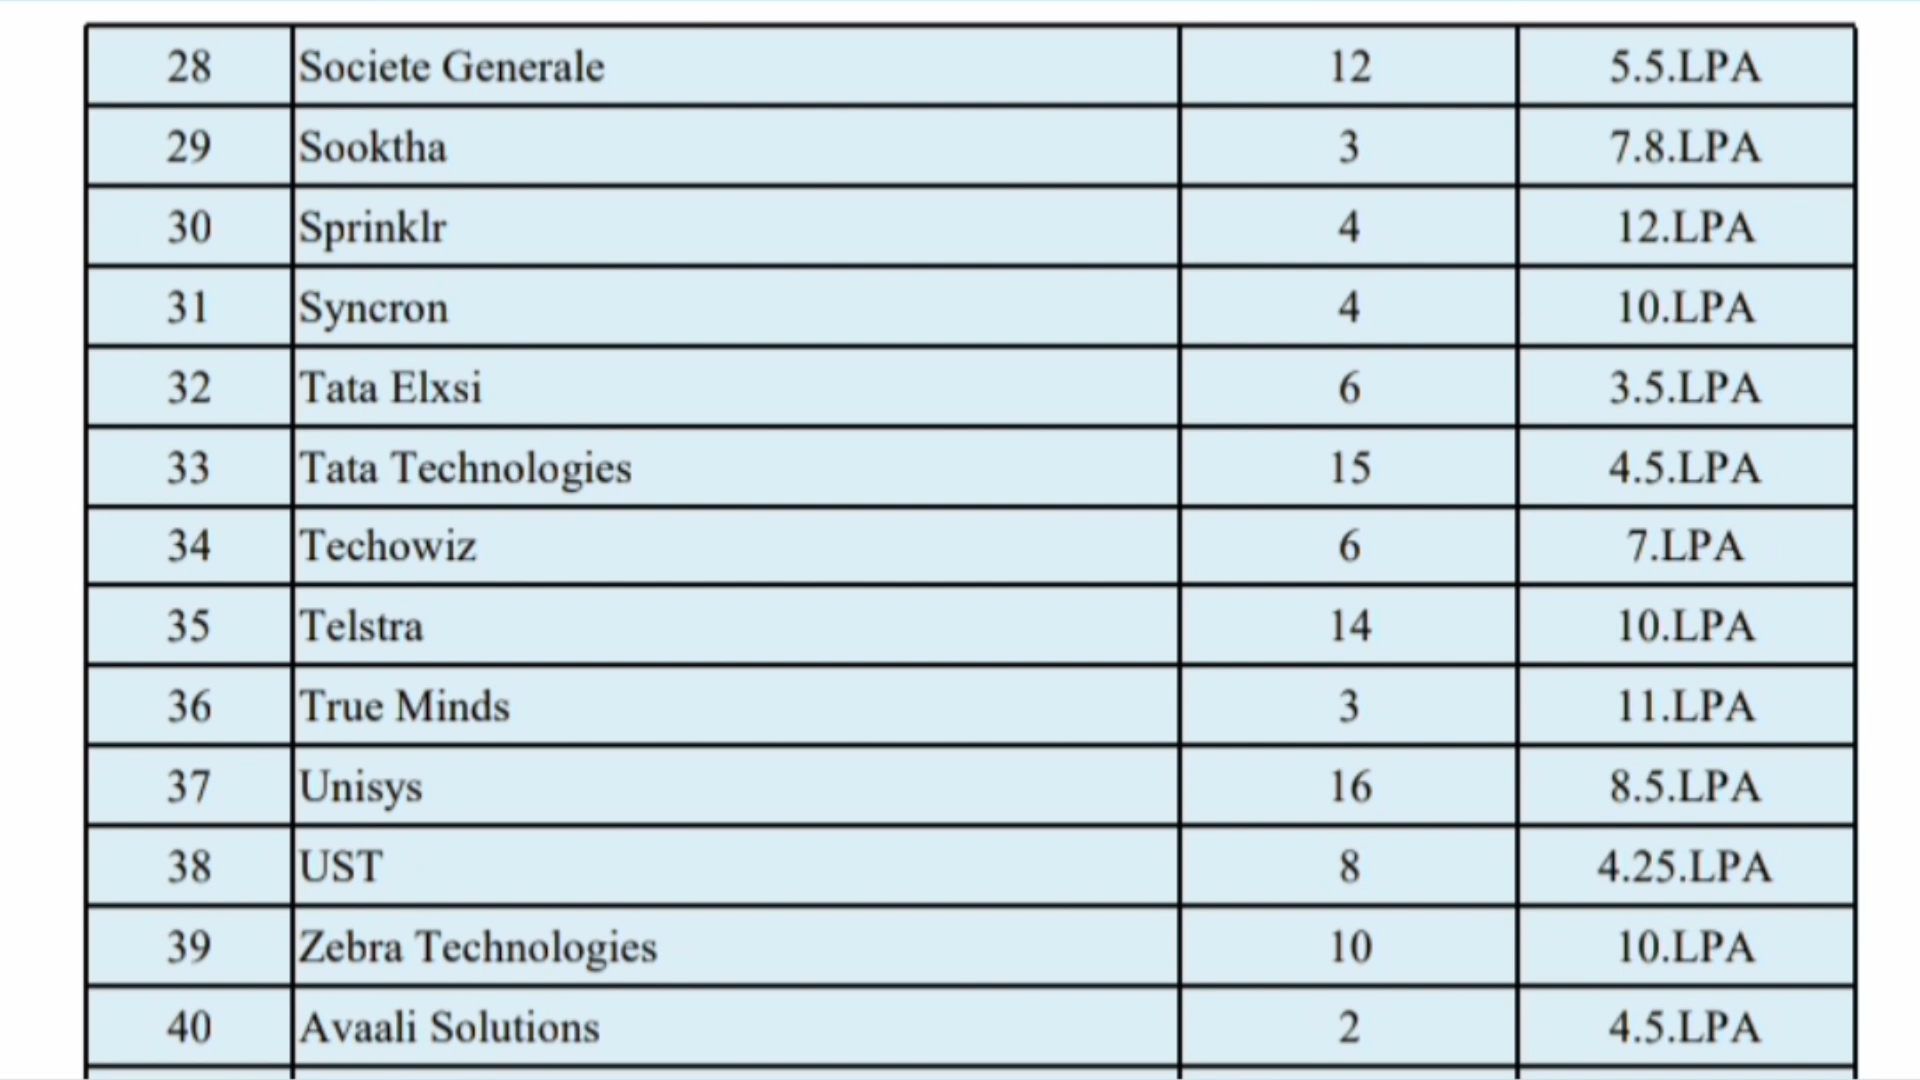 28 Societe Generale 12 5.5.LPA
29 Sooktha 3 7.8.LPA
30 Sprinklr 4 12.LPA
31 Syncron 4 10.LPA
32 Tata Elxsi 6 3.5.LPA
33 Tata Technologies 15 4.5.LPA
34 Techowiz 6 7.LPA
35 Telstra 14 10.LPA
36 True Minds 3 11.LPA
37 Unisys 16 8.5.LPA
38 UST 8 4.25.LPA
39 Zebra Technologies 10 10.LPA
40 Avaali Solutions 2 4.5.LPA